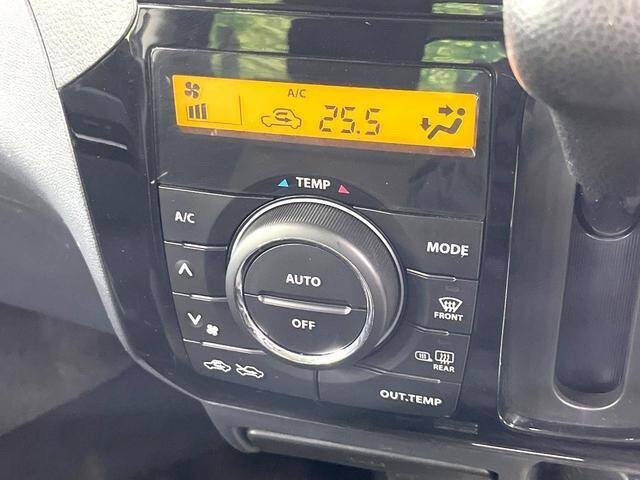 A/C
25.5
TEMP
A/C
MODE
AUTO
OFF
FRONT
REAR
OUT.TEMP